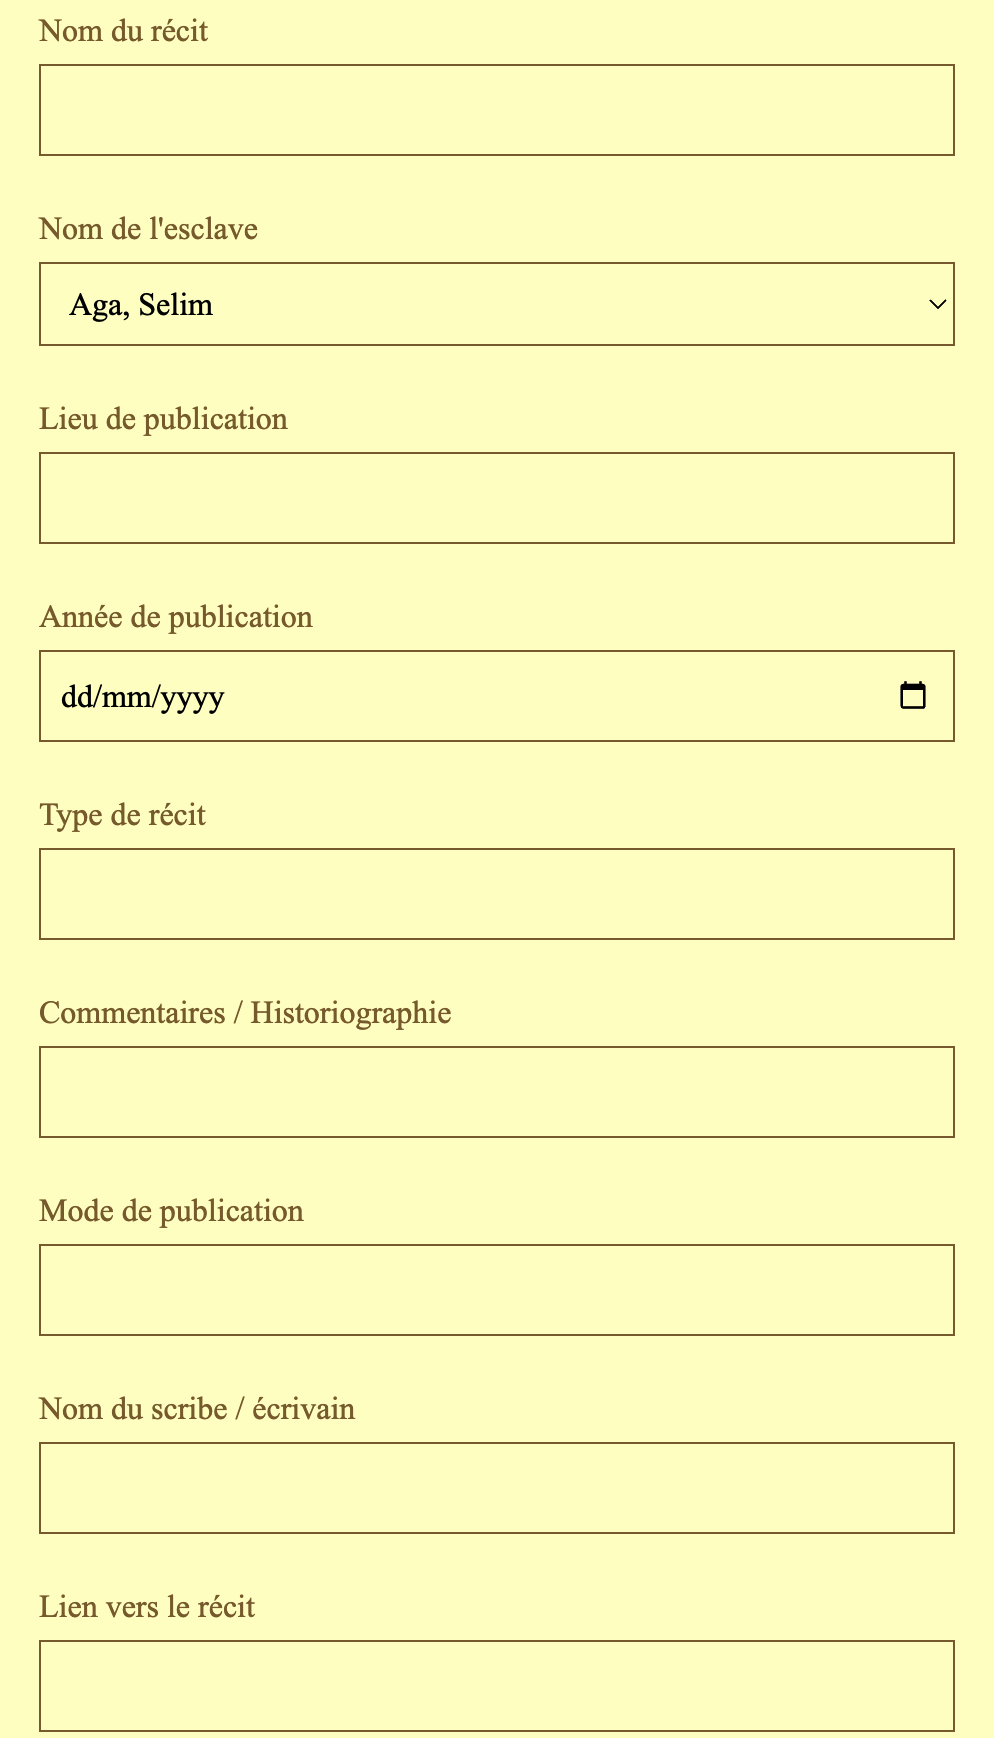 Nom du récit
Nom de l'esclave
Aga, Selim
Lieu de publication
Année de publication
dd/mm/yyyy
Type de récit
Commentaires / Historiographie
Mode de publication
Nom du scribe / écrivain
Lien vers le récit